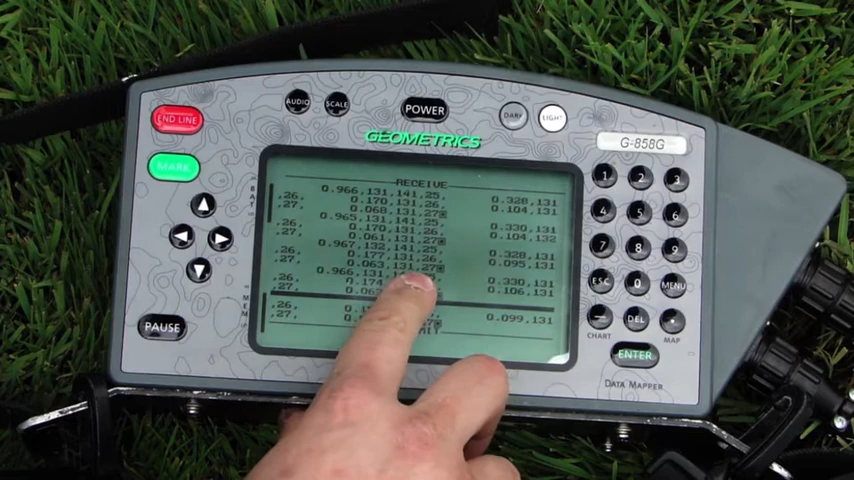 AUDIO
SCALE
POWER
DARK
LIGHT
END LINE
GEOMETRICS
G-858G
MARK
RECEIVE
0.966,131,141,25,
,26, 0.170,131,26, 0.328,131
,27, 0.068,131,27 0.104,131
0.965,131,141,25,
,26, 0.170,131,26, 0.330,131
,27, 0.061,131,27 0.104,132
0.967,132,141,25,
,26, 0.177,131,26, 0.328,131
,27, 0.063,131,27 0.095,131
0.966,131
,26, 0.330,131
,27, 0.106,131
,26,
,27, 0.099,131
1 2 3
4 5 6
7 8 9
ESC 0 MENU
DEL
CHART MAP
PAUSE
ENTER
DATA MAPPER